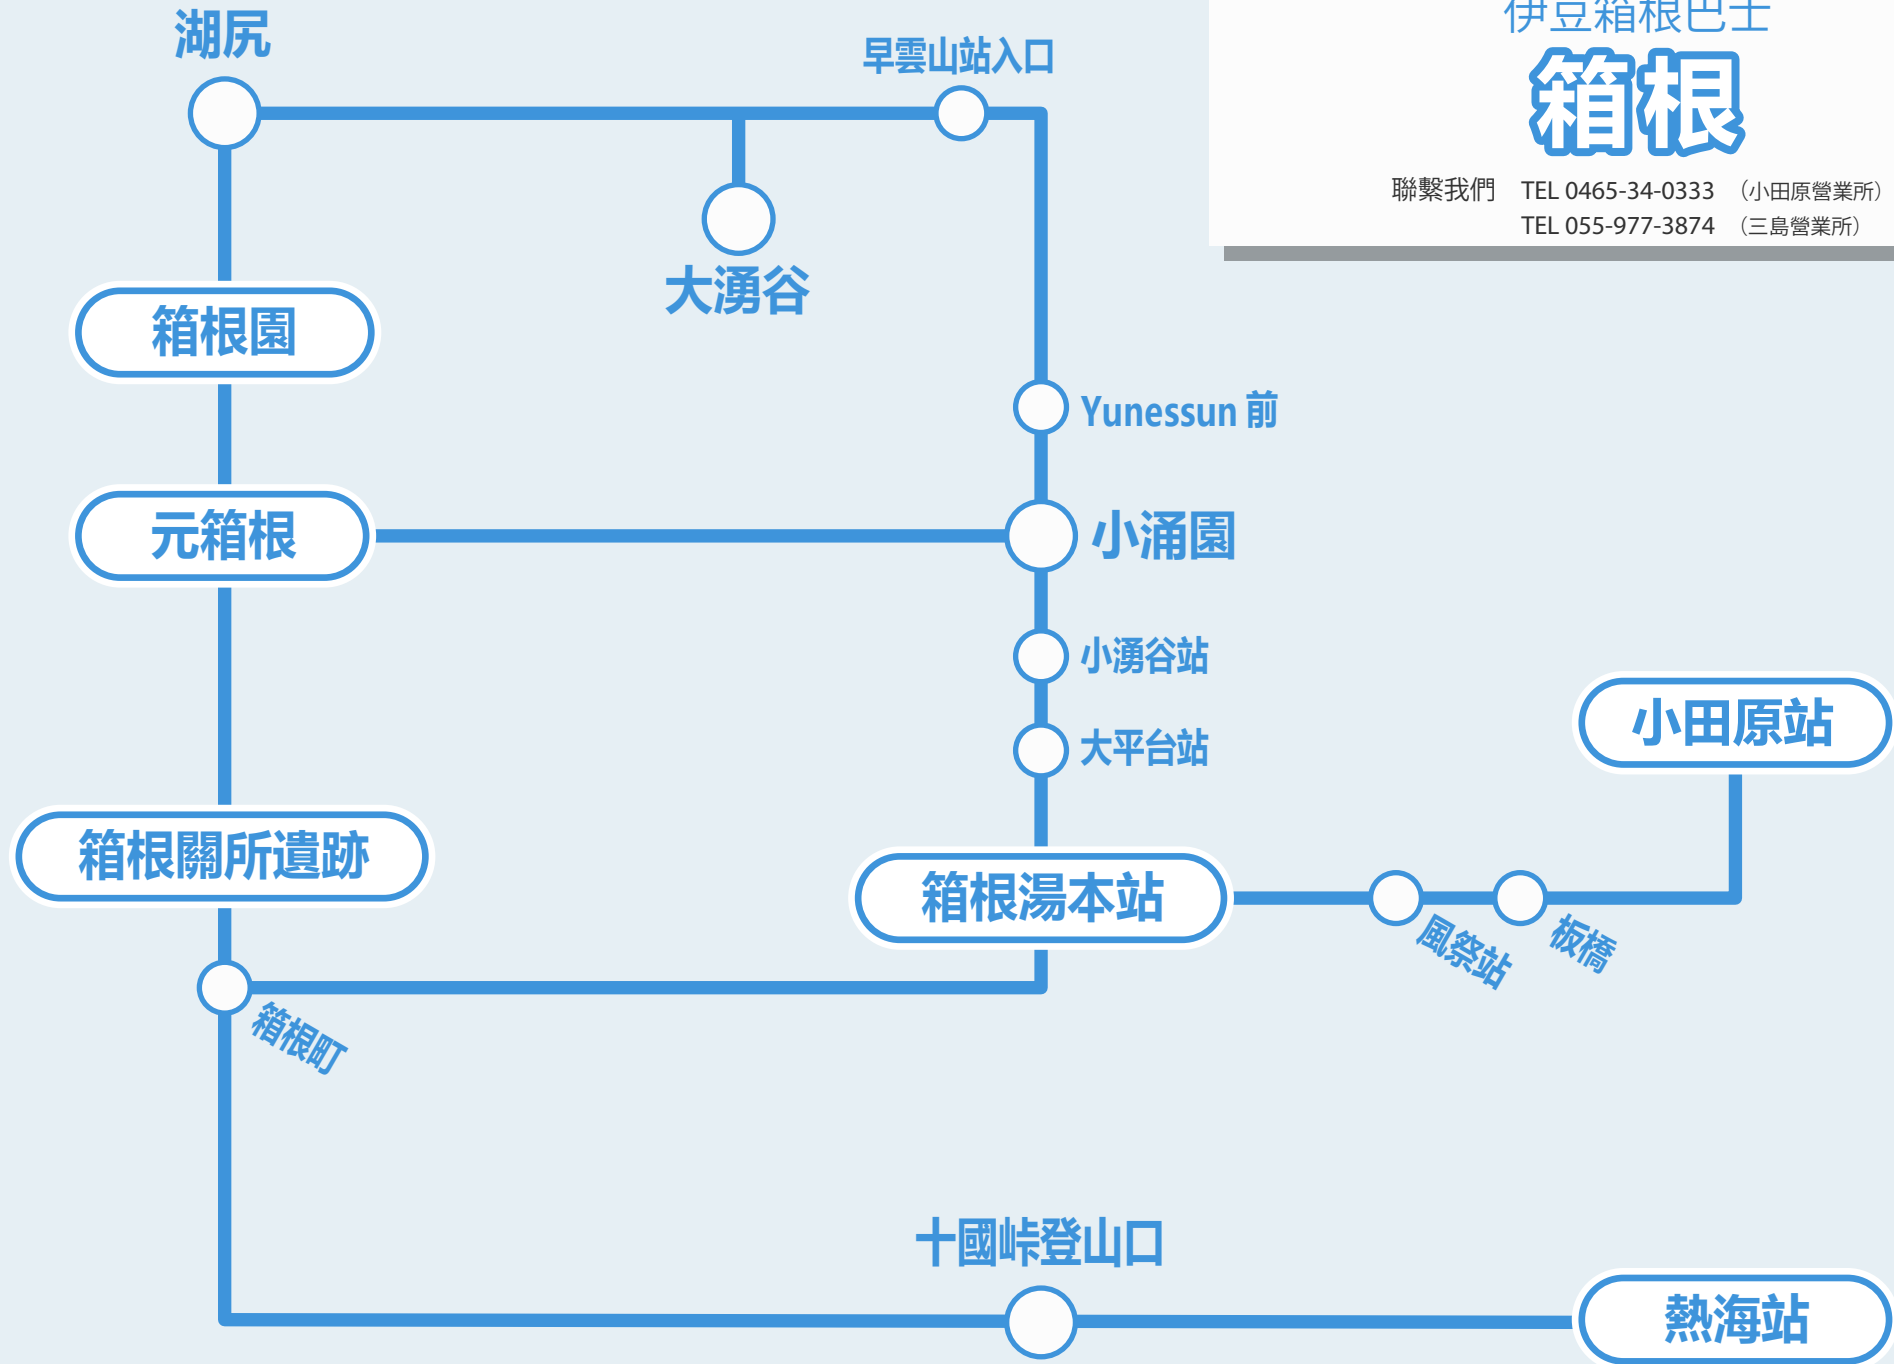 伊豆箱根巴士
箱根
聯繫我們 TEL 0465-34-0333 （小田原營業所）
TEL 055-977-3874 （三島營業所）
湖尻
早雲山站入口
大湧谷
箱根園
Yunessun 前
元箱根
小涌園
小湧谷站
大平台站
小田原站
箱根關所遺跡
箱根湯本站
風祭站
板橋
箱根町
十國峠登山口
熱海站